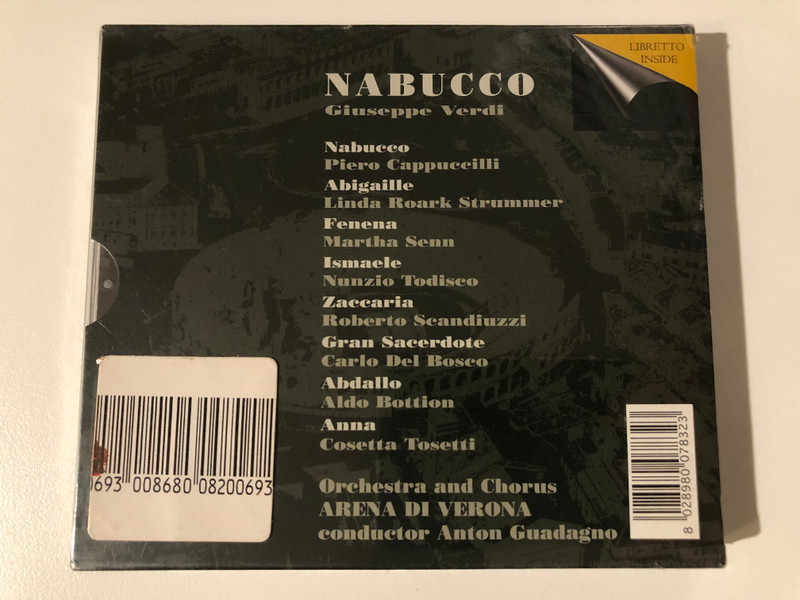 LIBRETTO
INSIDE
NABUCCO
Giuseppe Verdi
Nabucco
Piero Cappuccilli
Abigaille
Linda Roark Strummer
Fenena
Martha Senn
Ismaele
Nunzio Todisco
Zaccaria
Roberto Scandiuzzi
Gran Sacerdote
Carlo Del Bosco
Abdallo
Aldo Bottion
Anna
Cosetta Tosetti
Orchestra and Chorus
ARENA DI VERONA
conductor Anton Guadagno
0693 008680 08200693
8 028980 078323